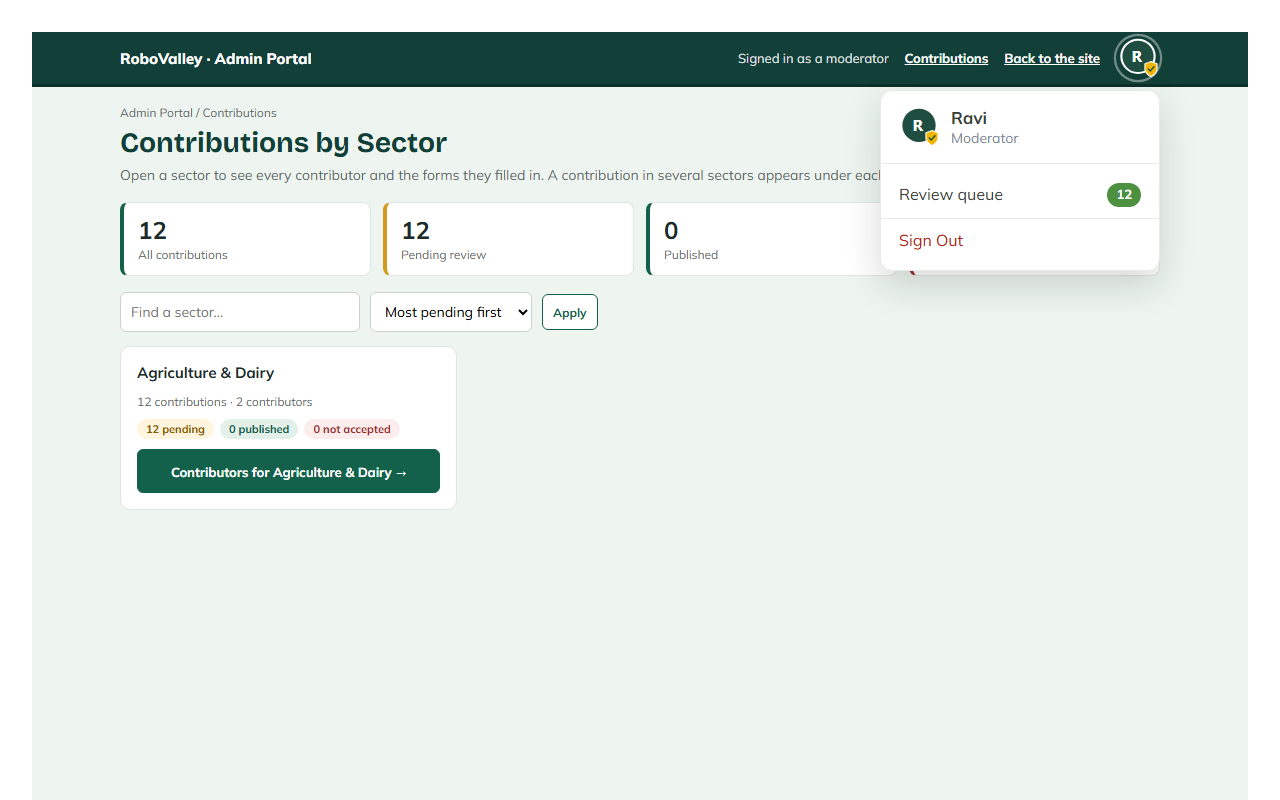 RoboValley · Admin Portal
Signed in as a moderator Contributions Back to the site R
Admin Portal / Contributions
Contributions by Sector
Open a sector to see every contributor and the forms they filled in. A contribution in several sectors appears under each
R Ravi
Moderator
Review queue 12
Sign Out
12
All contributions
12
Pending review
0
Published
Find a sector...
Most pending first
Apply
Agriculture & Dairy
12 contributions · 2 contributors
12 pending 0 published 0 not accepted
Contributors for Agriculture & Dairy →